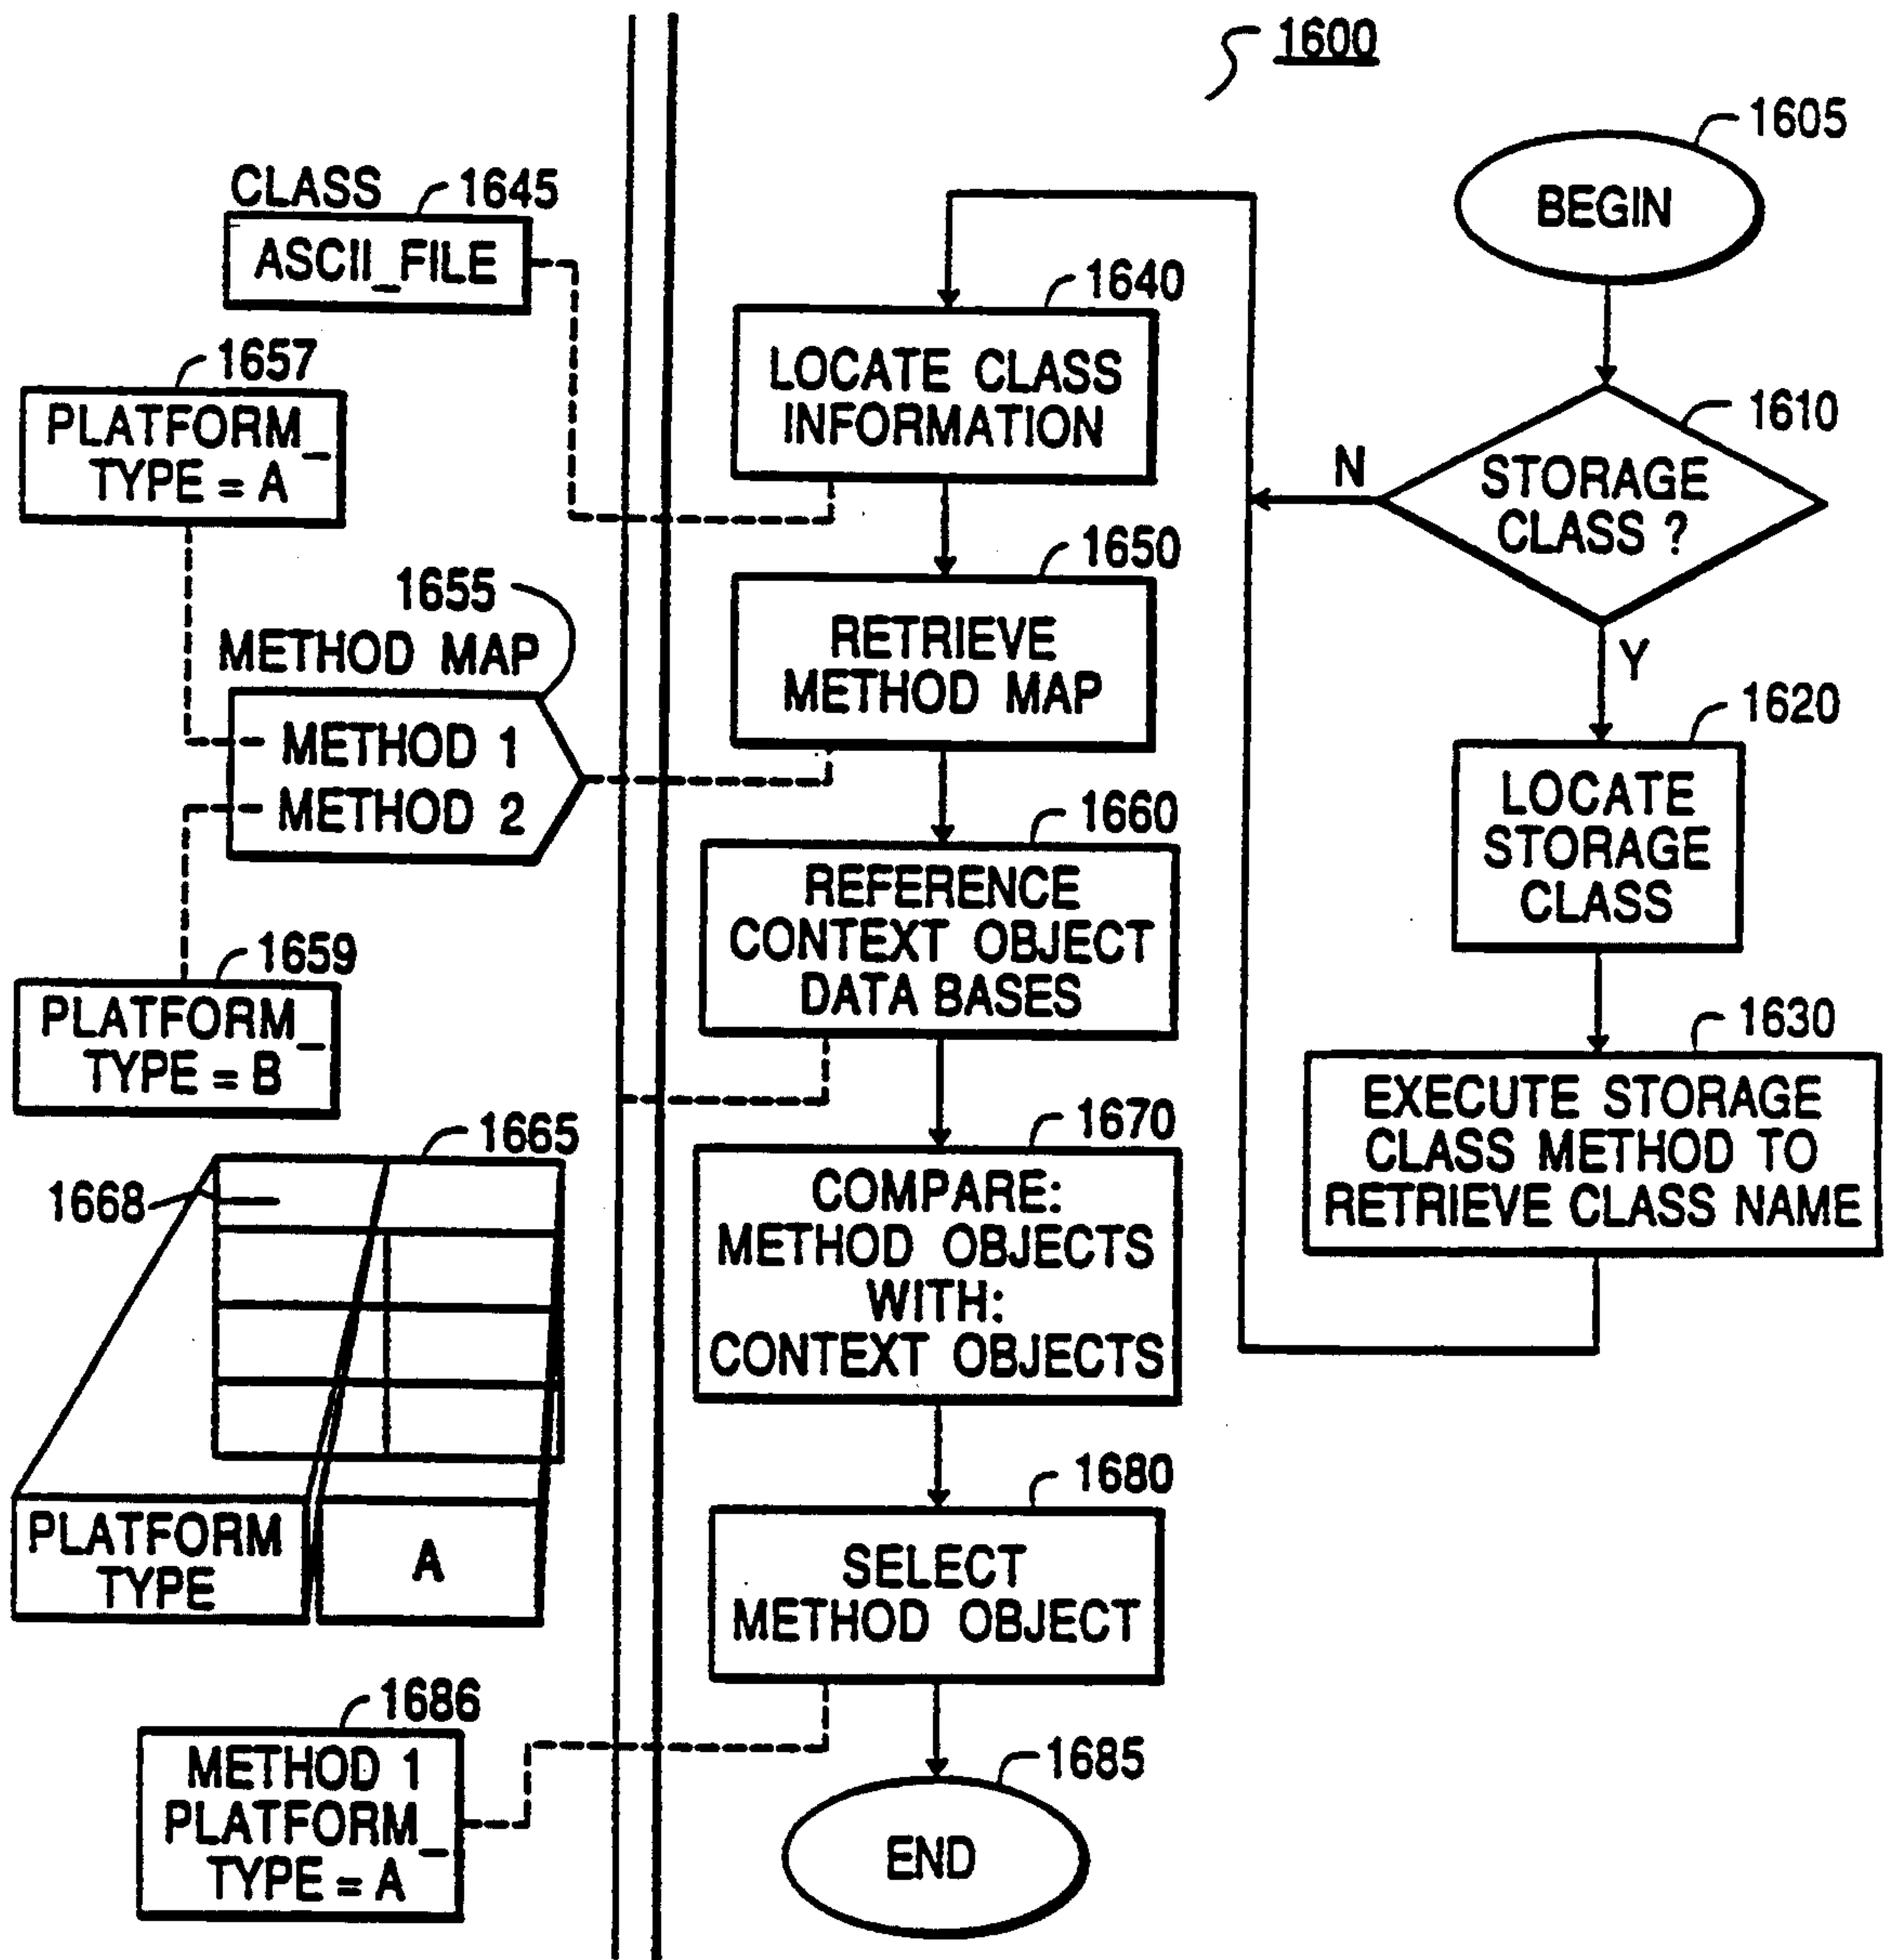 1600
1605
BEGIN
1610
STORAGE
CLASS ?
N
Y
1620
LOCATE
STORAGE
CLASS
1630
EXECUTE STORAGE
CLASS METHOD TO
RETRIEVE CLASS NAME
1640
LOCATE CLASS
INFORMATION
1650
RETRIEVE
METHOD MAP
1660
REFERENCE
CONTEXT OBJECT
DATA BASES
1670
COMPARE:
METHOD OBJECTS
WITH:
CONTEXT OBJECTS
1680
SELECT
METHOD OBJECT
1685
END
CLASS
1645
ASCII_FILE
1657
PLATFORM_
TYPE = A
1655
METHOD MAP
METHOD 1
METHOD 2
1659
PLATFORM_
TYPE = B
1665
1668
PLATFORM
TYPE
A
1686
METHOD 1
PLATFORM_
TYPE = A